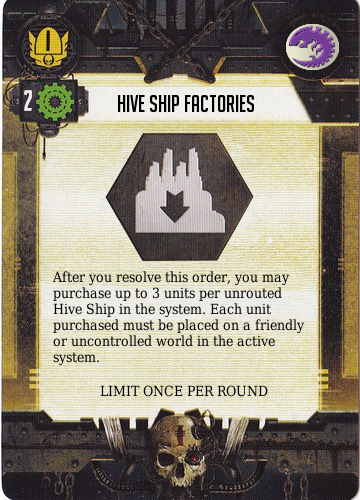 2
HIVE SHIP FACTORIES
After you resolve this order, you may
purchase up to 3 units per unrouted
Hive Ship in the system. Each unit
purchased must be placed on a friendly
or uncontrolled world in the active
system.
LIMIT ONCE PER ROUND